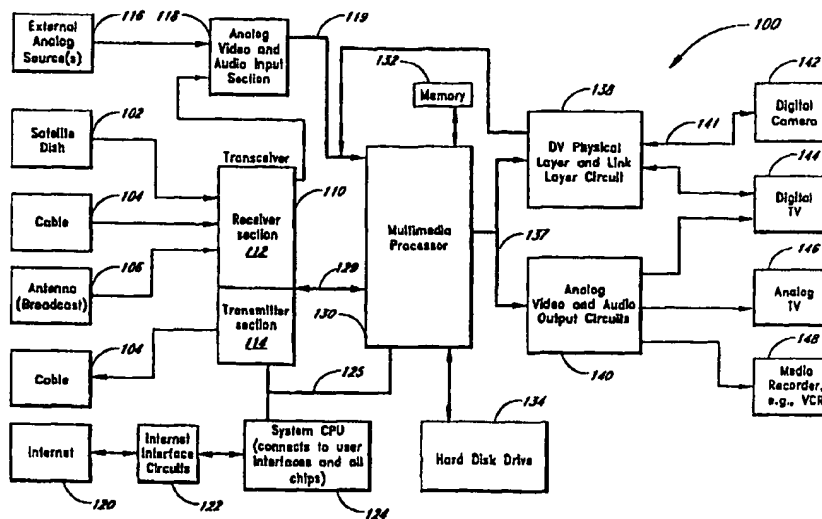 External
Analog
Source(s)
116
118
Analog
Video and
Audio Input
Section
119
132
Memory
100
138
DV Physical
Layer and Link
Layer Circuit
141
142
Digital
Camera
Satellite
Dish
102
Transceiver
144
Digital
TV
Cable
104
Receiver
section
112
110
Multimedia
Processor
137
Antenna
(Broadcast)
106
129
Transmitter
section
114
130
Analog
Video and Audio
Output Circuits
140
146
Analog
TV
Cable
104
125
148
Media
Recorder,
e.g., VCR
Internet
120
Internet
Interface
Circuits
122
System CPU
(connects to user
interfaces and all
chips)
124
134
Hard Disk Drive